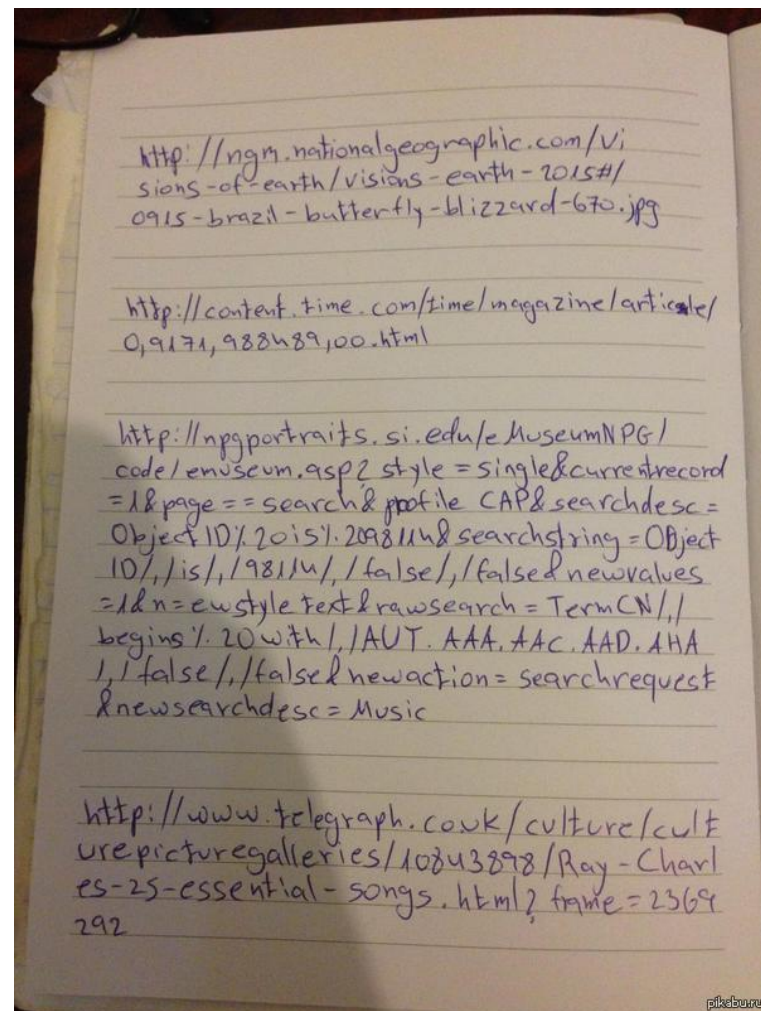 http://ngm.nationalgeographic.com/vi
sions-of-earth/visions-earth-2015#/
0915-brazil-butterfly-blizzard-670.jpg
http://content.time.com/time/magazine/article/
0,9171,988489,00.html
http://npgportraits.si.edu/eMuseumNPG/
code/emuseum.asp?style=single&currentrecord
=1&page==search&profile CAP&searchdesc=
Object ID%20is%2098114&searchstring=OBject
ID/,/is/,/98114/,/false/,/false&newvalues
=1&n=ewstyle text&rawsearch=TermCN/,/
begins%20with/,/AUT.AAA.AAC.AAD.AHA
/,/false/,/false&newaction=searchrequest
&newsearchdesc=Music
http://www.telegraph.co.uk/culture/cult
urepicturegalleries/10843898/Ray-Charl
es-25-essential-songs.html?frame=2369
292
pikabu.ru